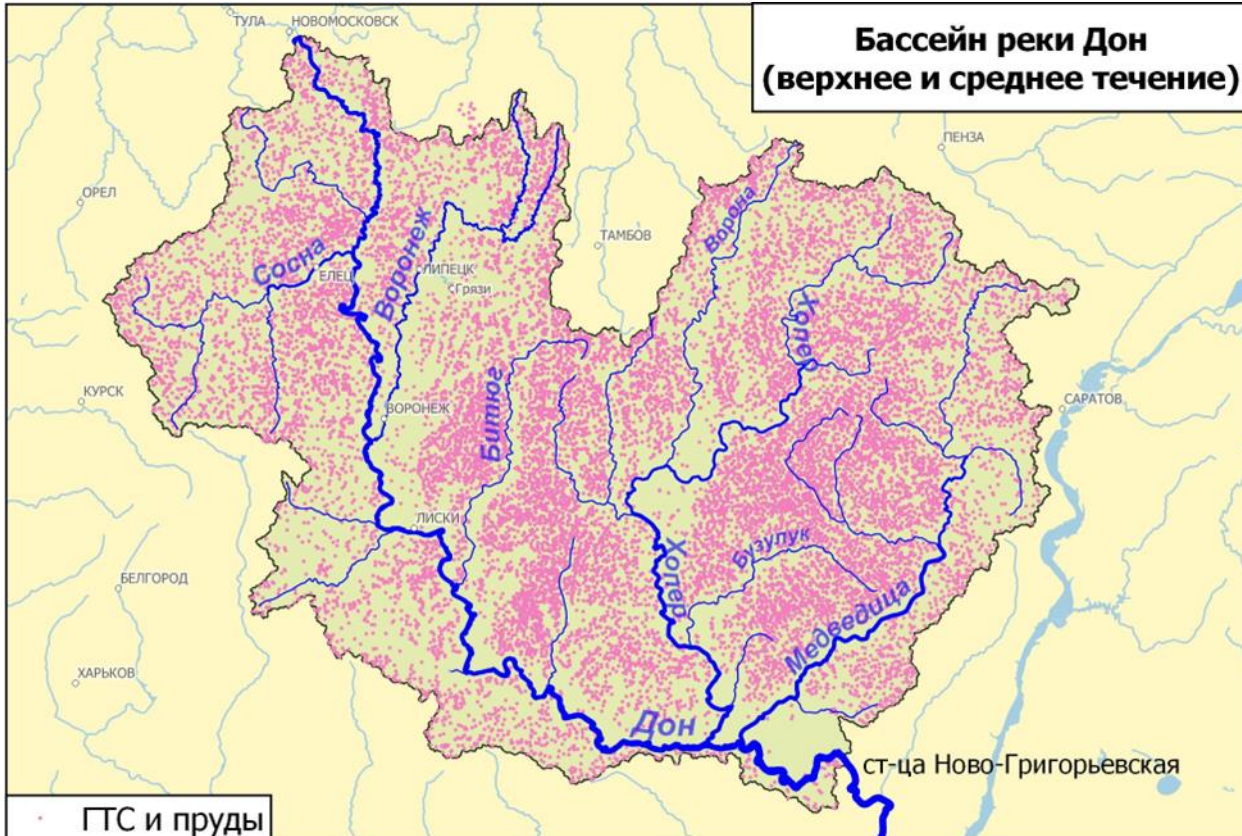 Бассейн реки Дон
(верхнее и среднее течение)
ТУЛА
НОВОМОСКОВСК
ПЕНЗА
ОРЕЛ
Ворона
ТАМБОВ
Сосна
Воронеж
ЕЛЕЦ
ЛИПЕЦК
Грязи
Хопер
КУРСК
Битюг
ВОРОНЕЖ
САРАТОВ
ЛИСКИ
Бузулук
Хопер
БЕЛГОРОД
Медведица
ХАРЬКОВ
Дон
ст-ца Ново-Григорьевская
ГТС и пруды